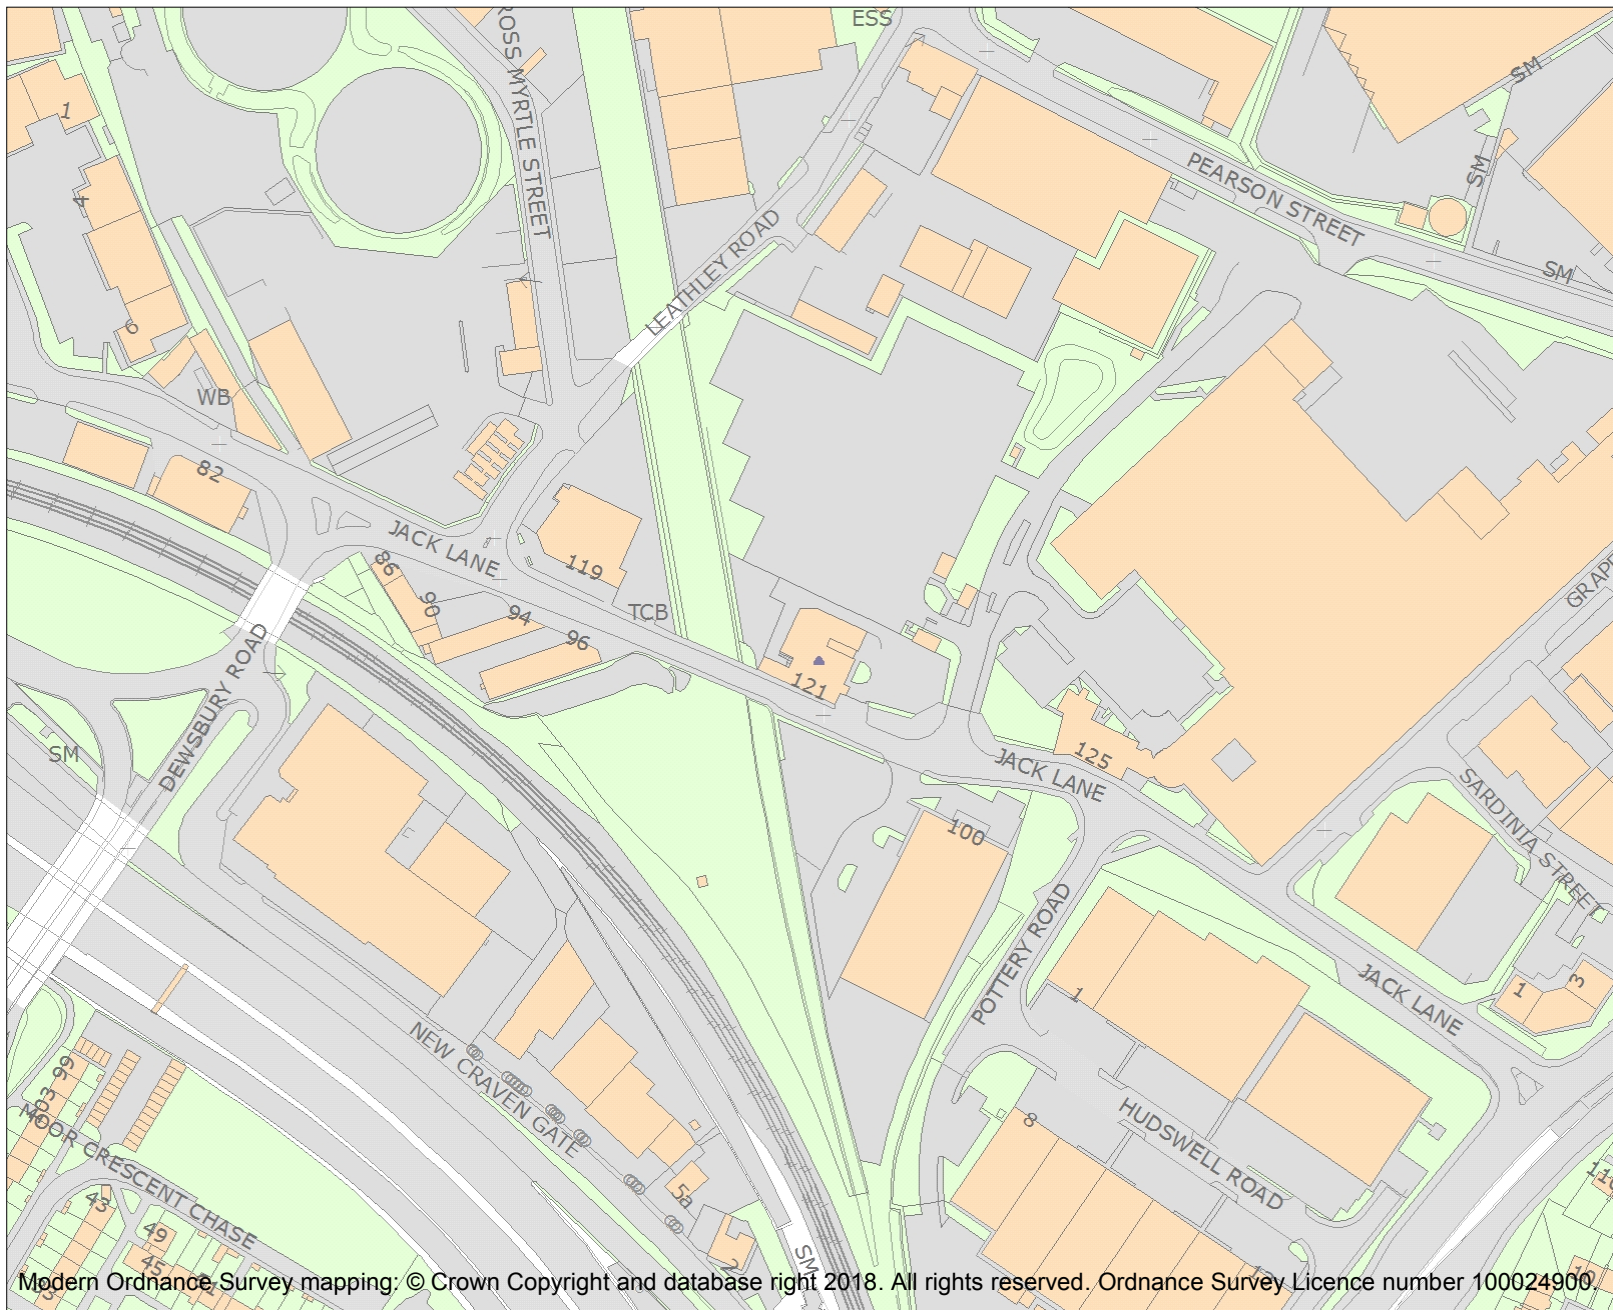 ESS
ROSS MYRTLE STREET
1
SM
PEARSON STREET
SM
4
LEATHLEY ROAD
SM
6
WB
82
JACK LANE
86
119
90
94
96
TCB
GRAPE
121
DEWSBURY ROAD
SM
JACK LANE
125
SARDINIA STREET
100
POTTERY ROAD
JACK LANE
1
1
3
NEW CRAVEN GATE
99
103
MOOR CRESCENT CHASE
8
HUDSWELL ROAD
43
49
45
5a
2
SM
Modern Ordnance Survey mapping: © Crown Copyright and database right 2018. All rights reserved. Ordnance Survey Licence number 100024900.